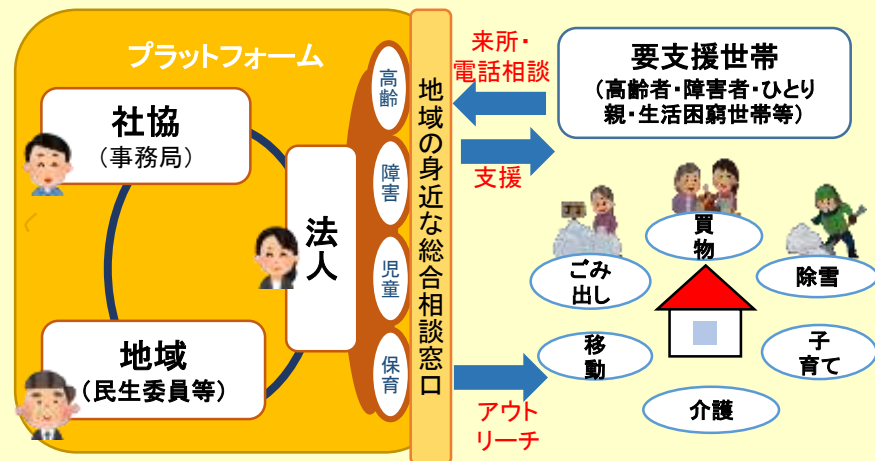 プラットフォーム
社協
（事務局）
法人
地域
（民生委員等）
高齢
障害
児童
保育
地域の身近な総合相談窓口
来所・
電話相談
支援
アウト
リーチ
要支援世帯
（高齢者・障害者・ひとり
親・生活困窮世帯等）
買
物
ごみ
出し
除雪
移
動
子
育て
介護